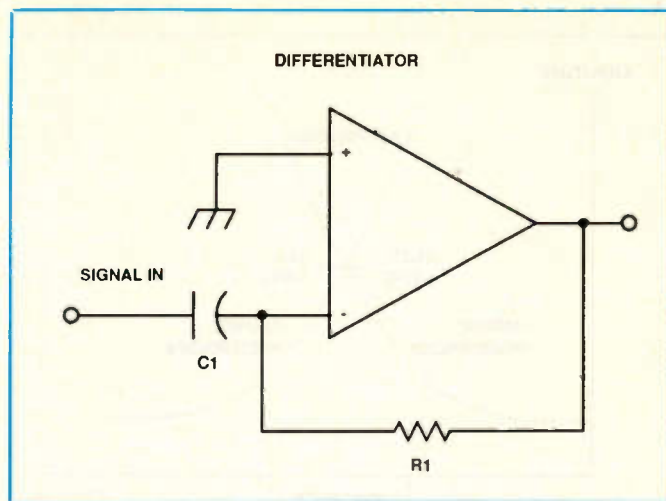 DIFFERENTIATOR
+
SIGNAL IN
-
C1
R1